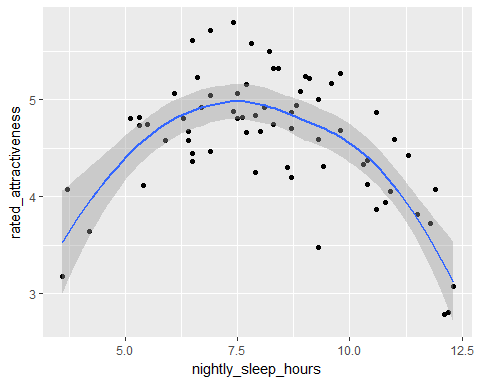 rated_attractiveness
5
4
3
5.0 7.5 10.0 12.5
nightly_sleep_hours